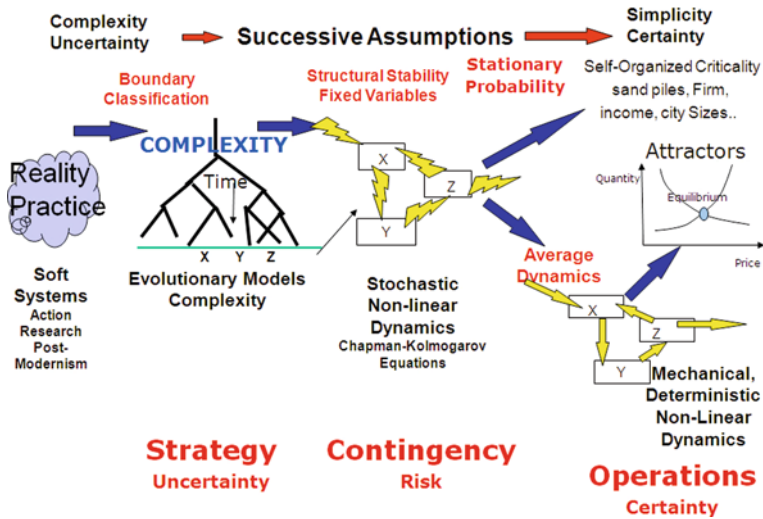 Complexity
Uncertainty
Successive Assumptions
Simplicity
Certainty
Boundary
Classification
Structural Stability
Fixed Variables
Stationary
Probability
Self-Organized Criticality
sand piles, Firm,
income, city Sizes..
Reality
Practice
COMPLEXITY
Time
X Y Z
Evolutionary Models
Complexity
X
Z
Y
Attractors
Quantity
Equilibrium
Price
Soft
Systems
Action
Research
Post-
Modernism
Stochastic
Non-linear
Dynamics
Chapman-Kolmogarov
Equations
Average
Dynamics
X
Z
Y
Mechanical,
Deterministic
Non-Linear
Dynamics
Strategy
Uncertainty
Contingency
Risk
Operations
Certainty